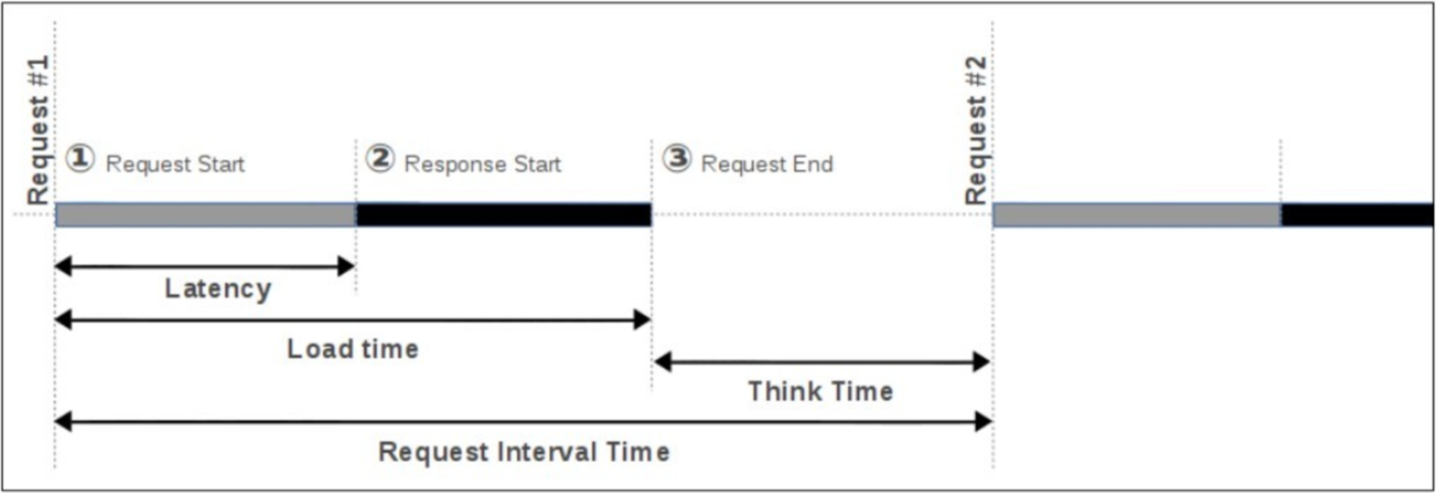 Request #1
Request #2
① Request Start
② Response Start
③ Request End
Latency
Load time
Think Time
Request Interval Time